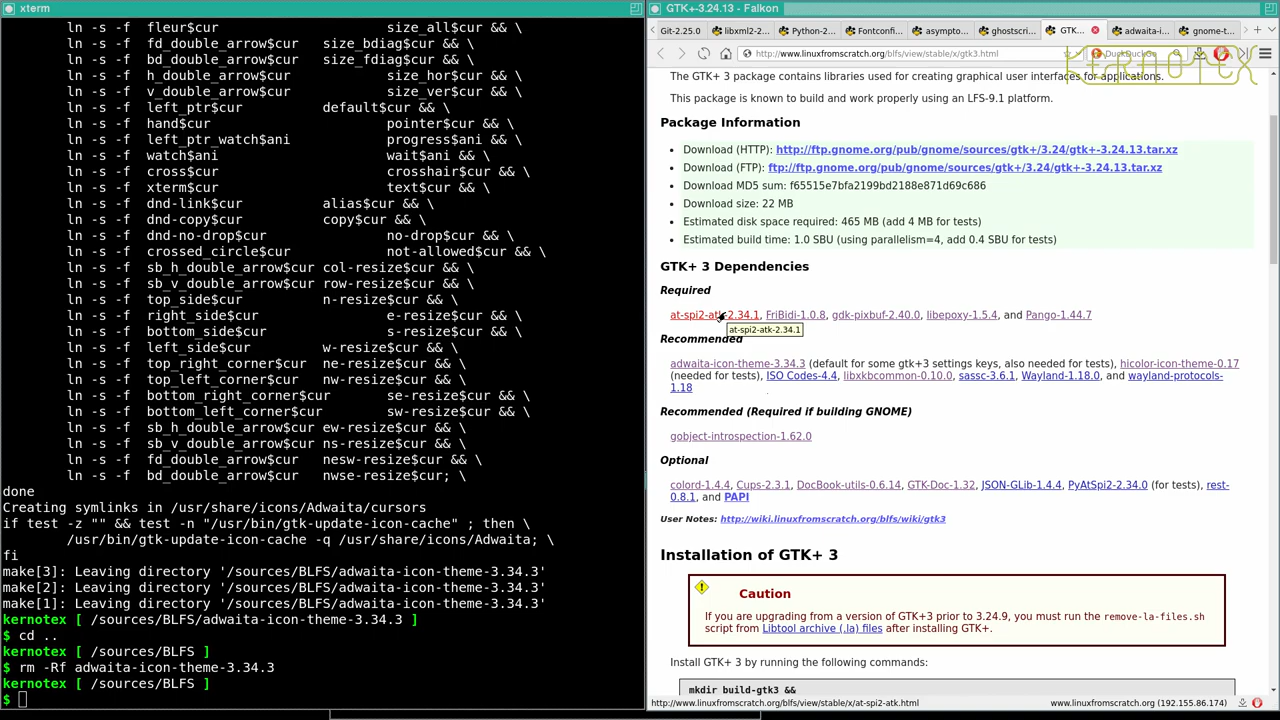 xterm
ln -s -f  fleur$cur       size_all$cur && \
ln -s -f  fd_double_arrow$cur   size_bdiag$cur && \
ln -s -f  bd_double_arrow$cur   size_fdiag$cur && \
ln -s -f  h_double_arrow$cur            size_hor$cur && \
ln -s -f  v_double_arrow$cur            size_ver$cur && \
ln -s -f  left_ptr$cur          default$cur && \
ln -s -f  hand$cur              pointer$cur && \
ln -s -f  left_ptr_watch$ani            progress$ani && \
ln -s -f  watch$ani             wait$ani && \
ln -s -f  cross$cur             crosshair$cur && \
ln -s -f  xterm$cur             text$cur && \
ln -s -f  dnd-link$cur          alias$cur && \
ln -s -f  dnd-copy$cur          copy$cur && \
ln -s -f  dnd-no-drop$cur               no-drop$cur && \
ln -s -f  crossed_circle$cur            not-allowed$cur && \
ln -s -f  sb_h_double_arrow$cur col-resize$cur && \
ln -s -f  sb_v_double_arrow$cur row-resize$cur && \
ln -s -f  top_side$cur          n-resize$cur && \
ln -s -f  right_side$cur                e-resize$cur && \
ln -s -f  bottom_side$cur               s-resize$cur && \
ln -s -f  left_side$cur         w-resize$cur && \
ln -s -f  top_right_corner$cur          ne-resize$cur && \
ln -s -f  top_left_corner$cur           nw-resize$cur && \
ln -s -f  bottom_right_corner$cur               se-resize$cur && \
ln -s -f  bottom_left_corner$cur                sw-resize$cur && \
ln -s -f  sb_h_double_arrow$cur ew-resize$cur && \
ln -s -f  sb_v_double_arrow$cur ns-resize$cur && \
ln -s -f  fd_double_arrow$cur   nesw-resize$cur && \
ln -s -f  bd_double_arrow$cur   nwse-resize$cur; \
done
Creating symlinks in /usr/share/icons/Adwaita/cursors
if test -z "" && test -n "/usr/bin/gtk-update-icon-cache" ; then \
/usr/bin/gtk-update-icon-cache -q /usr/share/icons/Adwaita; \
fi
make[3]: Leaving directory '/sources/BLFS/adwaita-icon-theme-3.34.3'
make[2]: Leaving directory '/sources/BLFS/adwaita-icon-theme-3.34.3'
make[1]: Leaving directory '/sources/BLFS/adwaita-icon-theme-3.34.3'
kernotex [ /sources/BLFS/adwaita-icon-theme-3.34.3 ]
$ cd ..
kernotex [ /sources/BLFS ]
$ rm -Rf adwaita-icon-theme-3.34.3
kernotex [ /sources/BLFS ]
$
GTK+-3.24.13 - Falkon
Git-2.25.0 libxml2-2... Python-2... Fontconfi... asympto... ghostscri... GTK... adwaita-i... gnome-t...
http://www.linuxfromscratch.org/blfs/view/stable/x/gtk3.html
kernotex
The GTK+ 3 package contains libraries used for creating graphical user interfaces for applications.
This package is known to build and work properly using an LFS-9.1 platform.
Package Information
• Download (HTTP): http://ftp.gnome.org/pub/gnome/sources/gtk+/3.24/gtk+-3.24.13.tar.xz
• Download (FTP): ftp://ftp.gnome.org/pub/gnome/sources/gtk+/3.24/gtk+-3.24.13.tar.xz
• Download MD5 sum: f65515e7bfa2199bd2188e871d69c686
• Download size: 22 MB
• Estimated disk space required: 465 MB (add 4 MB for tests)
• Estimated build time: 1.0 SBU (using parallelism=4, add 0.4 SBU for tests)
GTK+ 3 Dependencies
Required
at-spi2-atk-2.34.1, FriBidi-1.0.8, gdk-pixbuf-2.40.0, libepoxy-1.5.4, and Pango-1.44.7
at-spi2-atk-2.34.1
Recommended
adwaita-icon-theme-3.34.3 (default for some gtk+3 settings keys, also needed for tests), hicolor-icon-theme-0.17
(needed for tests), ISO Codes-4.4, libxkbcommon-0.10.0, sassc-3.6.1, Wayland-1.18.0, and wayland-protocols-
1.18
Recommended (Required if building GNOME)
gobject-introspection-1.62.0
Optional
colord-1.4.4, Cups-2.3.1, DocBook-utils-0.6.14, GTK-Doc-1.32, JSON-GLib-1.4.4, PyAtSpi2-2.34.0 (for tests), rest-
0.8.1, and PAPI
User Notes: http://wiki.linuxfromscratch.org/blfs/wiki/gtk3
Installation of GTK+ 3
Caution
If you are upgrading from a version of GTK+3 prior to 3.24.9, you must run the remove-la-files.sh
script from Libtool archive (.la) files after installing GTK+.
Install GTK+ 3 by running the following commands:
mkdir build-gtk3 &&
http://www.linuxfromscratch.org/blfs/view/stable/x/at-spi2-atk.html
www.linuxfromscratch.org (192.155.86.174)